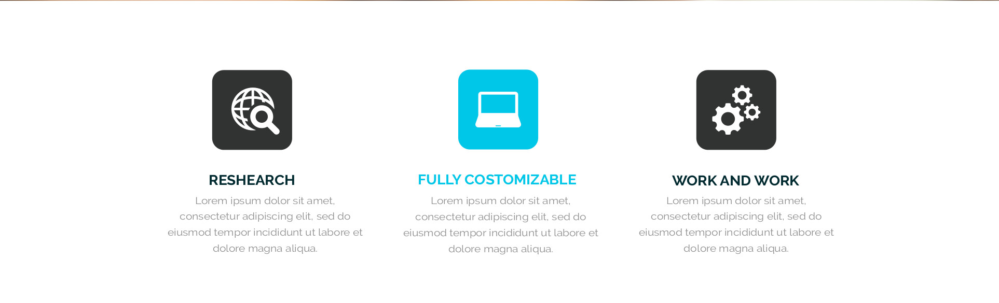 RESHEARCH
Lorem ipsum dolor sit amet,
consectetur adipiscing elit, sed do
eiusmod tempor incididunt ut labore et
dolore magna aliqua.
FULLY COSTOMIZABLE
Lorem ipsum dolor sit amet,
consectetur adipiscing elit, sed do
eiusmod tempor incididunt ut labore et
dolore magna aliqua.
WORK AND WORK
Lorem ipsum dolor sit amet,
consectetur adipiscing elit, sed do
eiusmod tempor incididunt ut labore et
dolore magna aliqua.